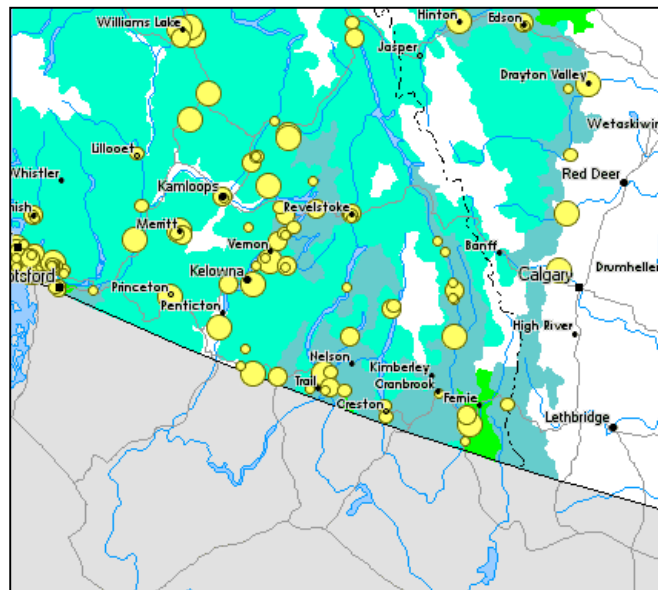 Williams Lake
Hinton
Edson
Jasper
Drayton Valley
Wetaskiwin
Lillooet
Whistler
Kamloops
Red Deer
nish
Revelstoke
Merritt
Vernon
Banff
otsford
Kelowna
Calgary
Drumheller
Princeton
Penticton
High River
Nelson
Kimberley
Trail
Cranbrook
Creston
Fernie
Lethbridge